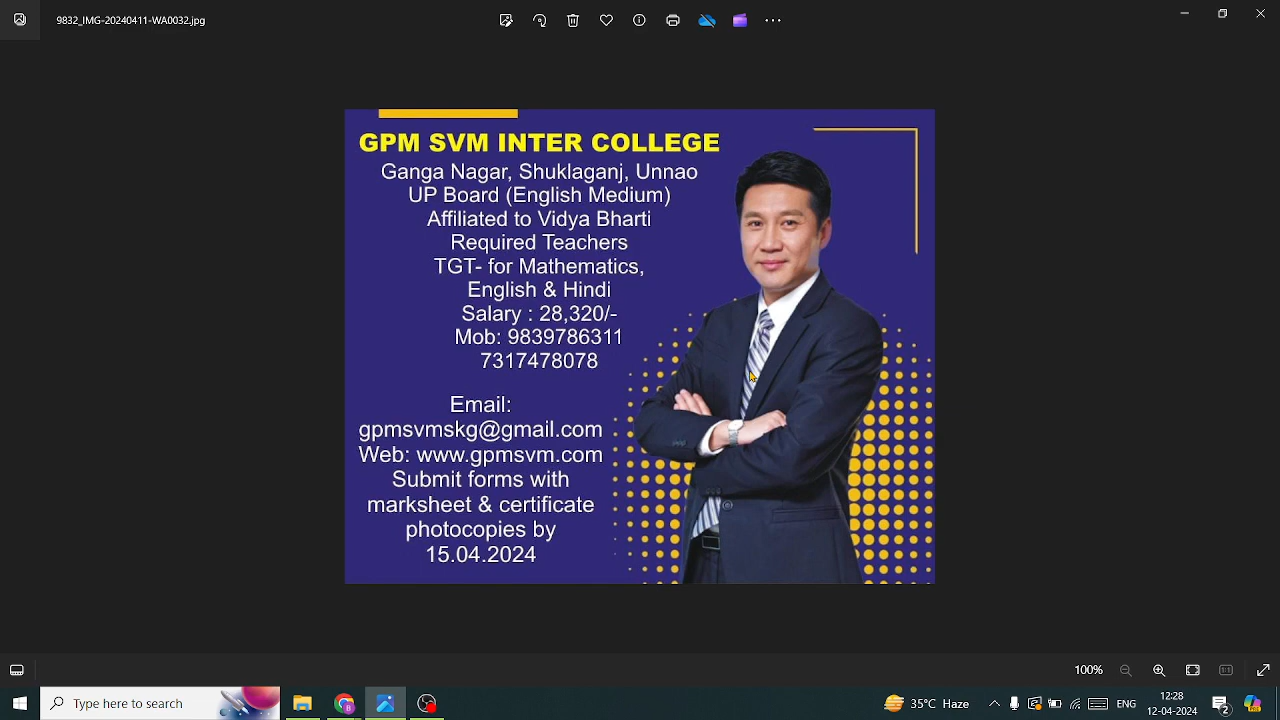 9832_IMG-20240411-WA0032.jpg
GPM SVM INTER COLLEGE
Ganga Nagar, Shuklaganj, Unnao
UP Board (English Medium)
Affiliated to Vidya Bharti
Required Teachers
TGT- for Mathematics,
English & Hindi
Salary : 28,320/-
Mob: 9839786311
7317478078
Email:
gpmsvmskg@gmail.com
Web: www.gpmsvm.com
Submit forms with
marksheet & certificate
photocopies by
15.04.2024
100%
Type here to search
35°C Haze
ENG
12:28
12-04-2024
2